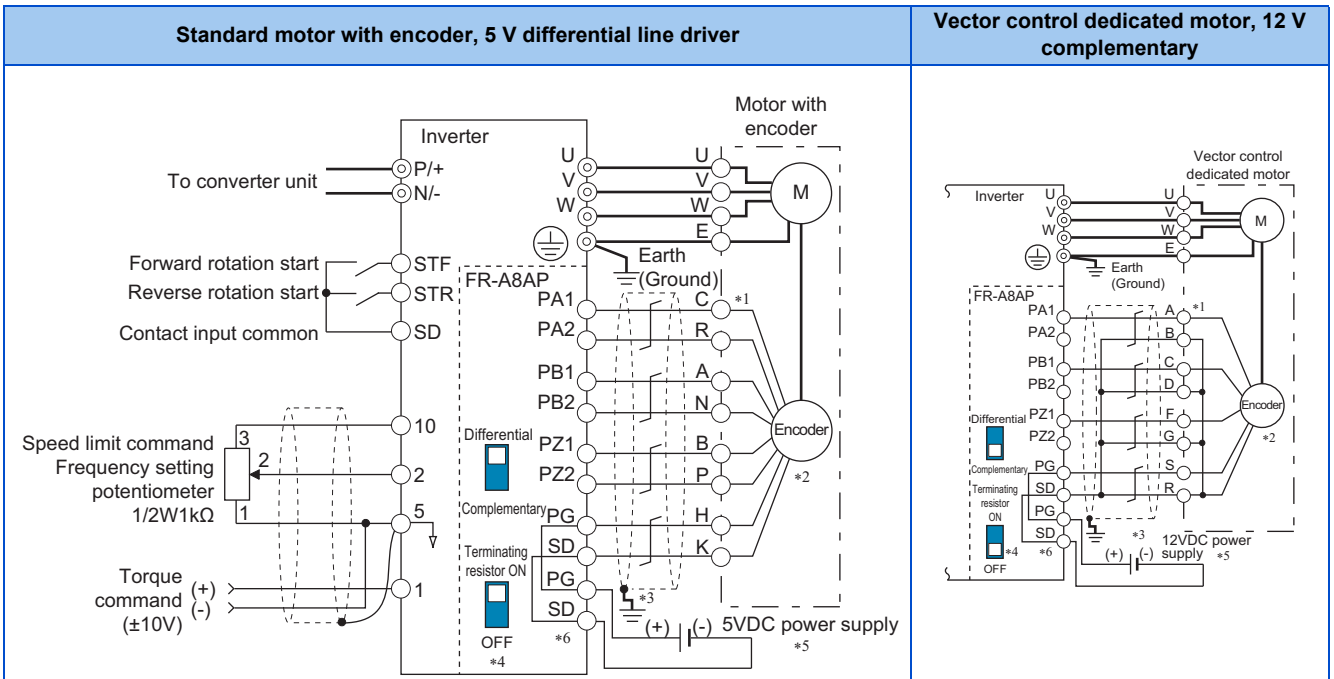 Standard motor with encoder, 5 V differential line driver
Vector control dedicated motor, 12 V
complementary
Motor with
encoder
Inverter
P/+
N/-
To converter unit
U
V
W
U
V
W
E
M
Earth
(Ground)
Forward rotation start
Reverse rotation start
Contact input common
STF
STR
SD
FR-A8AP
PA1
PA2
PB1
PB2
PZ1
PZ2
PG
SD
PG
SD
C
R
A
N
B
P
H
K
*1
Encoder
*2
*3
Differential
Complementary
Terminating
resistor ON
OFF
*4
*6
(+)
(-)
5VDC power supply
*5
Speed limit command
Frequency setting
potentiometer
1/2W1kΩ
3
2
1
10
2
5
1
Torque
command
(±10V)
(+)
(-)
Vector control
dedicated motor
Inverter
U
V
W
U
V
W
E
M
Earth
(Ground)
FR-A8AP
PA1
PA2
PB1
PB2
PZ1
PZ2
PG
SD
PG
SD
A
B
C
D
F
G
S
R
*1
Encoder
*2
Differential
Complementary
Terminating
resistor
ON
*4
OFF
*6
*3
(+)
(-)
12VDC power
supply
*5